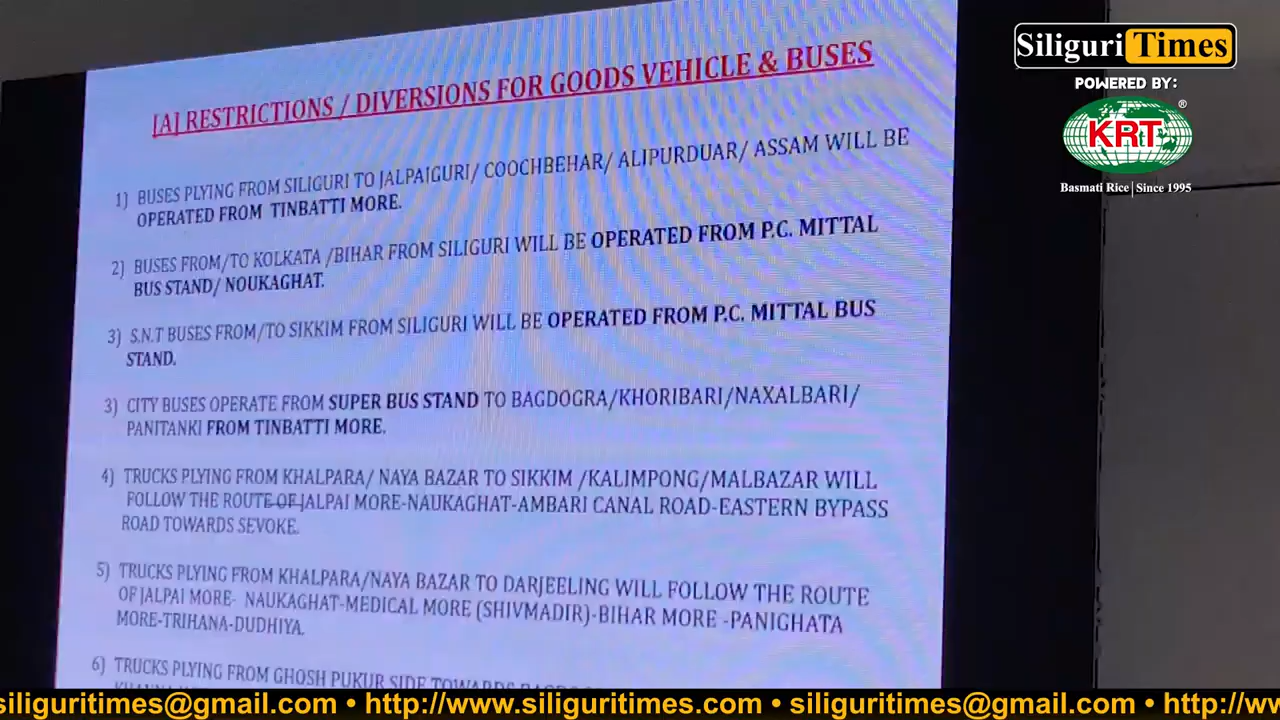 [A] RESTRICTIONS / DIVERSIONS FOR GOODS VEHICLE & BUSES
1) BUSES PLYING FROM SILIGURI TO JALPAIGURI/ COOCHBEHAR/ ALIPURDUAR/ ASSAM WILL BE
OPERATED FROM TINBATTI MORE.
2) BUSES FROM/TO KOLKATA /BIHAR FROM SILIGURI WILL BE OPERATED FROM P.C. MITTAL
BUS STAND/ NOUKAGHAT.
3) S.N.T BUSES FROM/TO SIKKIM FROM SILIGURI WILL BE OPERATED FROM P.C. MITTAL BUS
STAND.
3) CITY BUSES OPERATE FROM SUPER BUS STAND TO BAGDOGRA/KHORIBARI/NAXALBARI/
PANITANKI FROM TINBATTI MORE.
4) TRUCKS PLYING FROM KHALPARA/ NAYA BAZAR TO SIKKIM /KALIMPONG/MALBAZAR WILL
FOLLOW THE ROUTE OF JALPAI MORE-NAUKAGHAT-AMBARI CANAL ROAD-EASTERN BYPASS
ROAD TOWARDS SEVOKE.
5) TRUCKS PLYING FROM KHALPARA/NAYA BAZAR TO DARJEELING WILL FOLLOW THE ROUTE
OF JALPAI MORE- NAUKAGHAT-MEDICAL MORE (SHIVMADIR)-BIHAR MORE -PANIGHATA
MORE-TRIHANA-DUDHIYA.
6) TRUCKS PLYING FROM GHOSH PUKUR SIDE TOWARDS
Siliguri Times
POWERED BY:
KRTT
®
Basmati Rice | Since 1995
siliguritimes@gmail.com • http://www.siliguritimes.com • siliguritimes@gmail.com • http://ww